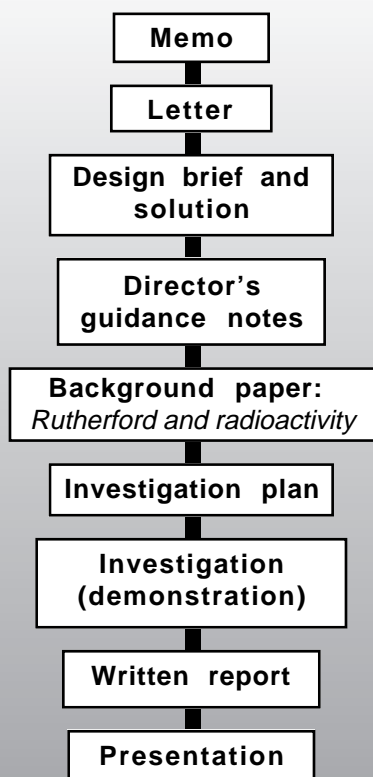 Memo
Letter
Design brief and
solution
Director’s
guidance notes
Background paper:
Rutherford and radioactivity
Investigation plan
Investigation
(demonstration)
Written report
Presentation